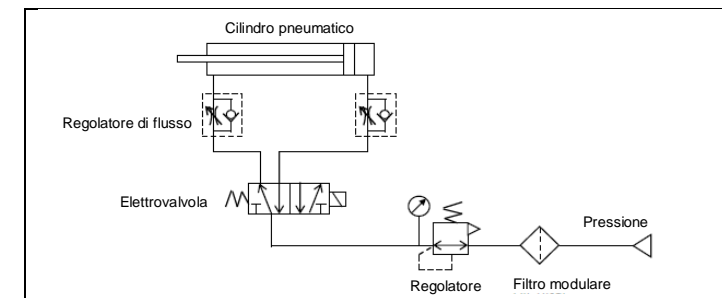 Cilindro pneumatico
Regolatore di flusso
Elettrovalvola
Pressione
Regolatore
Filtro modulare